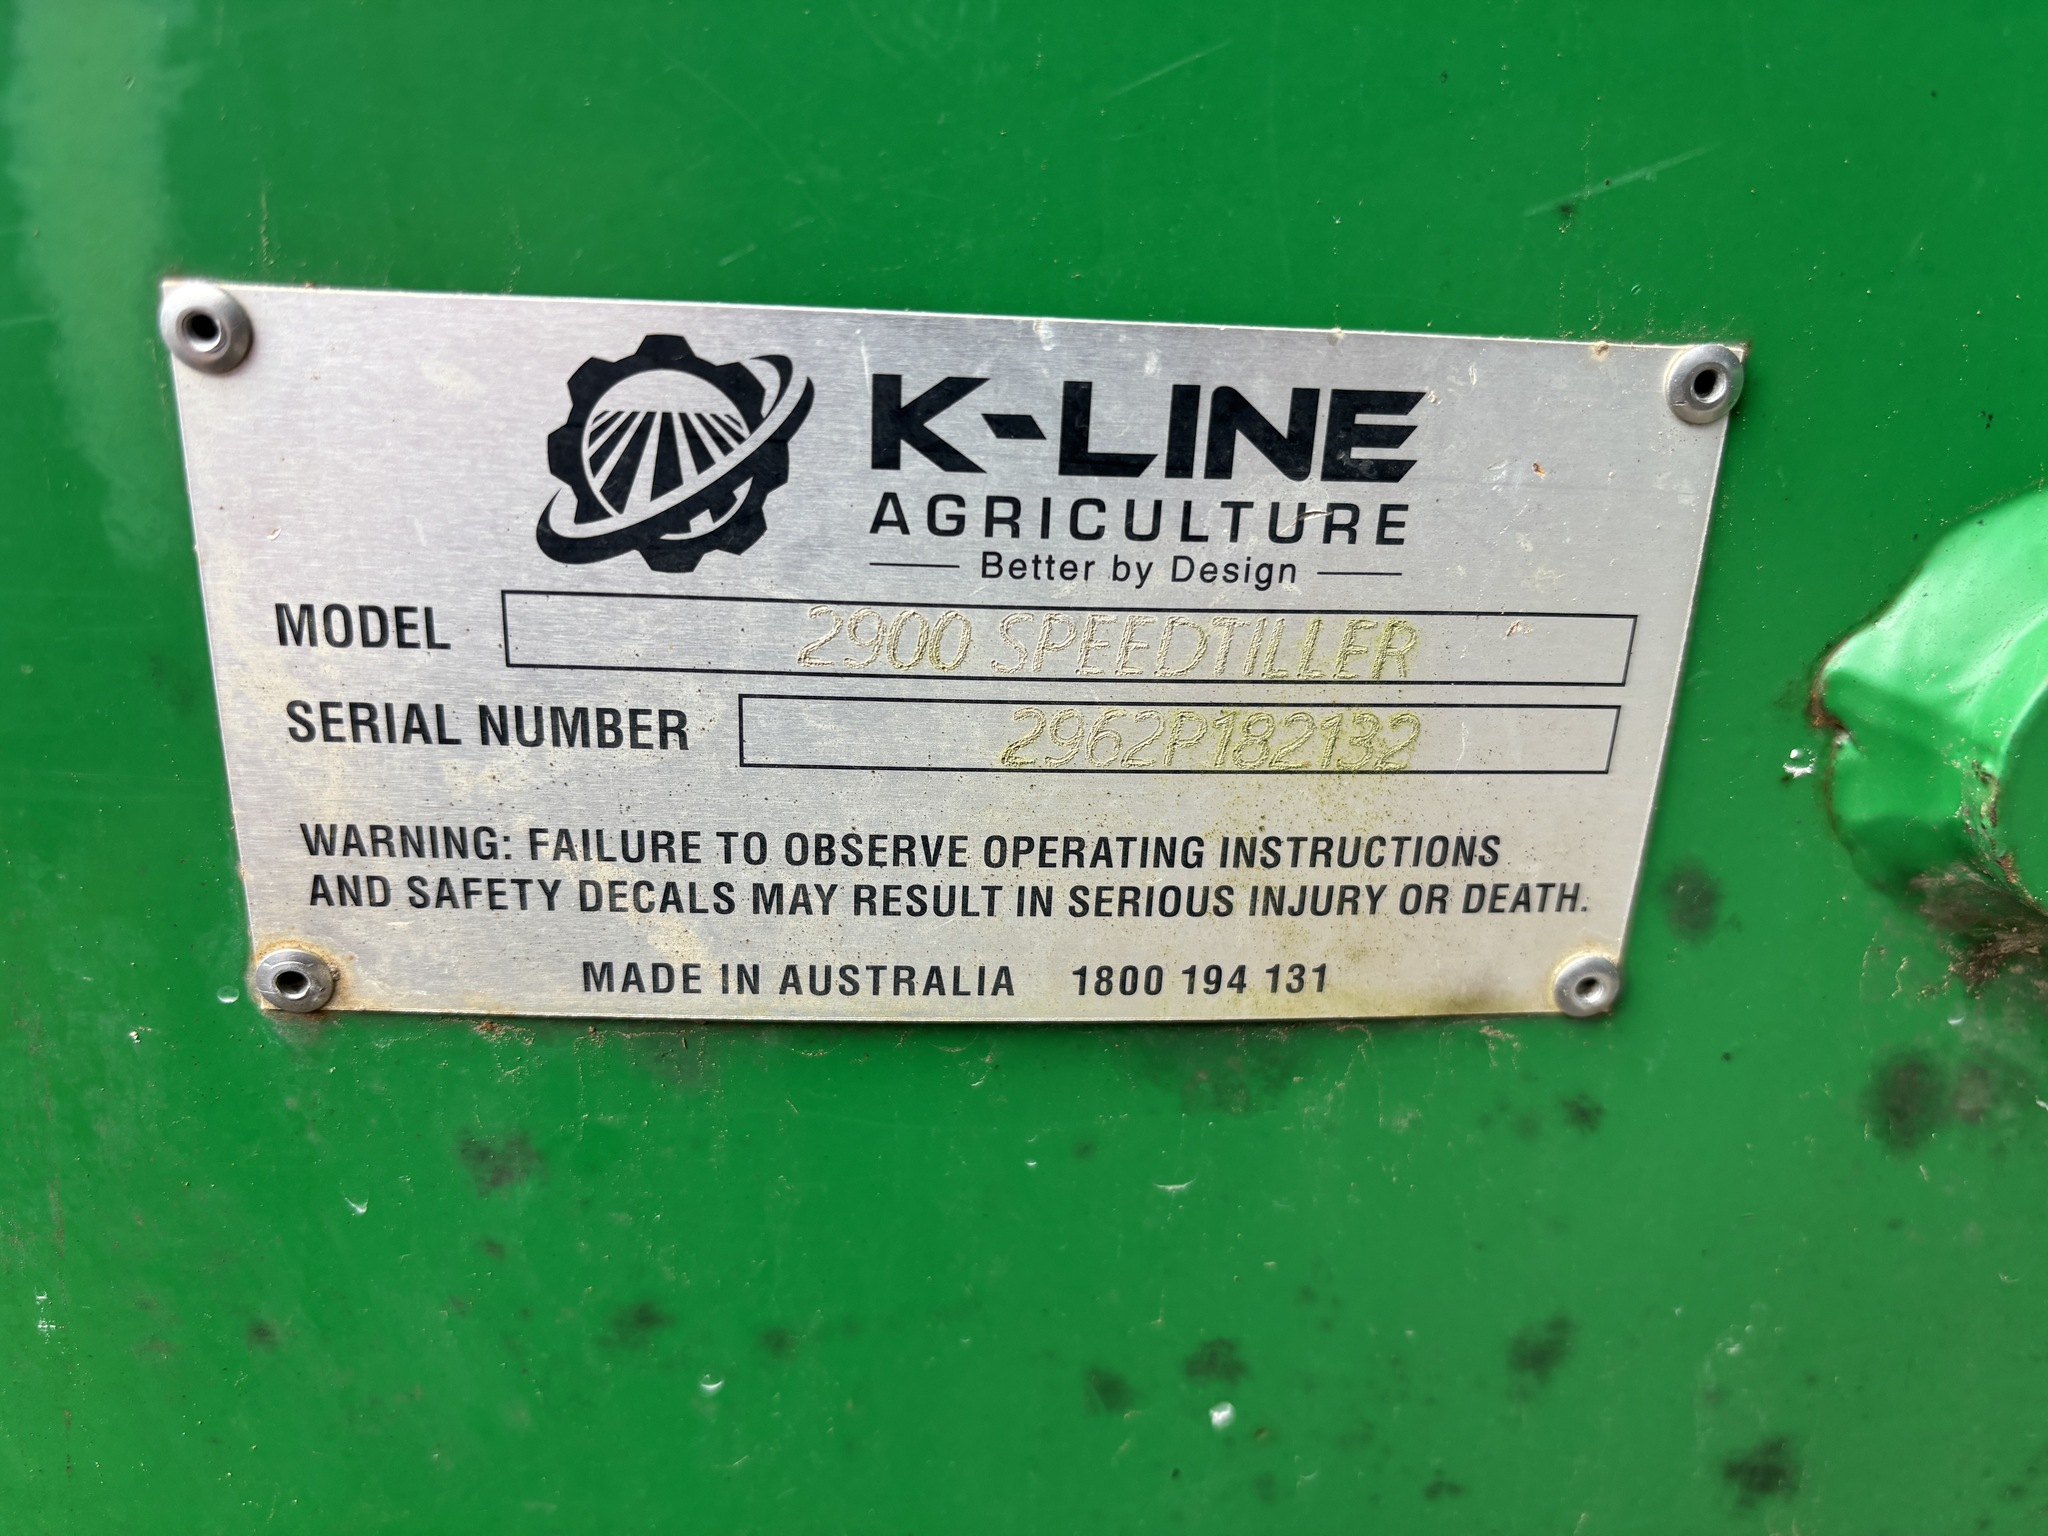 K-LINE
AGRICULTURE
Better by Design
MODEL 2900 SPEEDTILLER
SERIAL NUMBER 2962P182132
WARNING: FAILURE TO OBSERVE OPERATING INSTRUCTIONS
AND SAFETY DECALS MAY RESULT IN SERIOUS INJURY OR DEATH.
MADE IN AUSTRALIA 1800 194 131